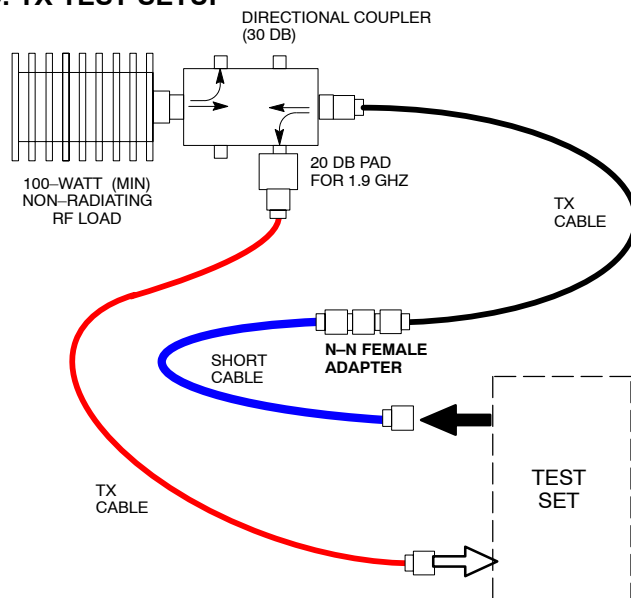 TX TEST SETUP
DIRECTIONAL COUPLER
(30 DB)
100–WATT (MIN)
NON–RADIATING
RF LOAD
20 DB PAD
FOR 1.9 GHZ
TX
CABLE
N–N FEMALE
ADAPTER
SHORT
CABLE
TEST
SET
TX
CABLE